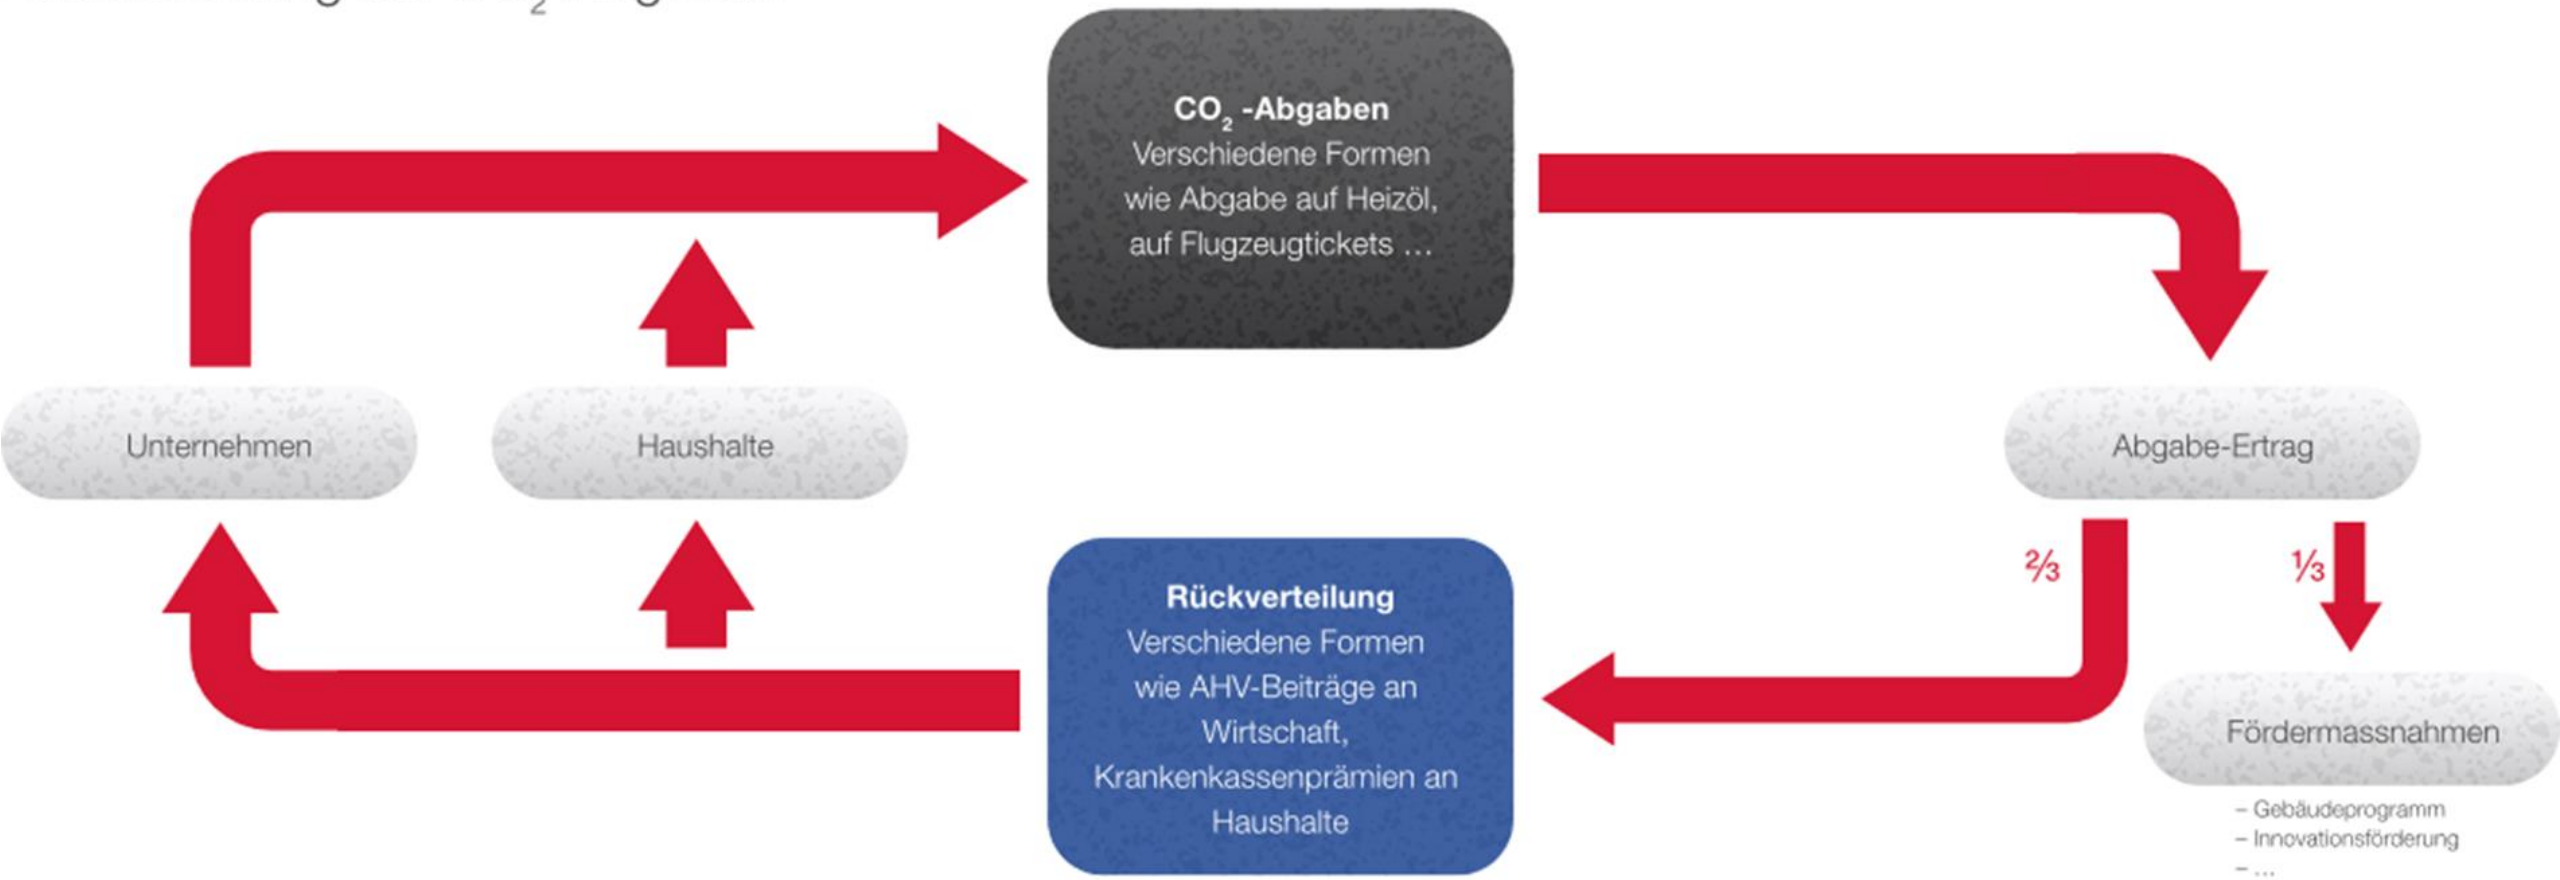 CO₂ -Abgaben
Verschiedene Formen
wie Abgabe auf Heizöl,
auf Flugzeugtickets …
Unternehmen
Haushalte
Abgabe-Ertrag
⅔
⅓
Rückverteilung
Verschiedene Formen
wie AHV-Beiträge an
Wirtschaft,
Krankenkassenprämien an
Haushalte
Fördermassnahmen
– Gebäudeprogramm
– Innovationsförderung
– …